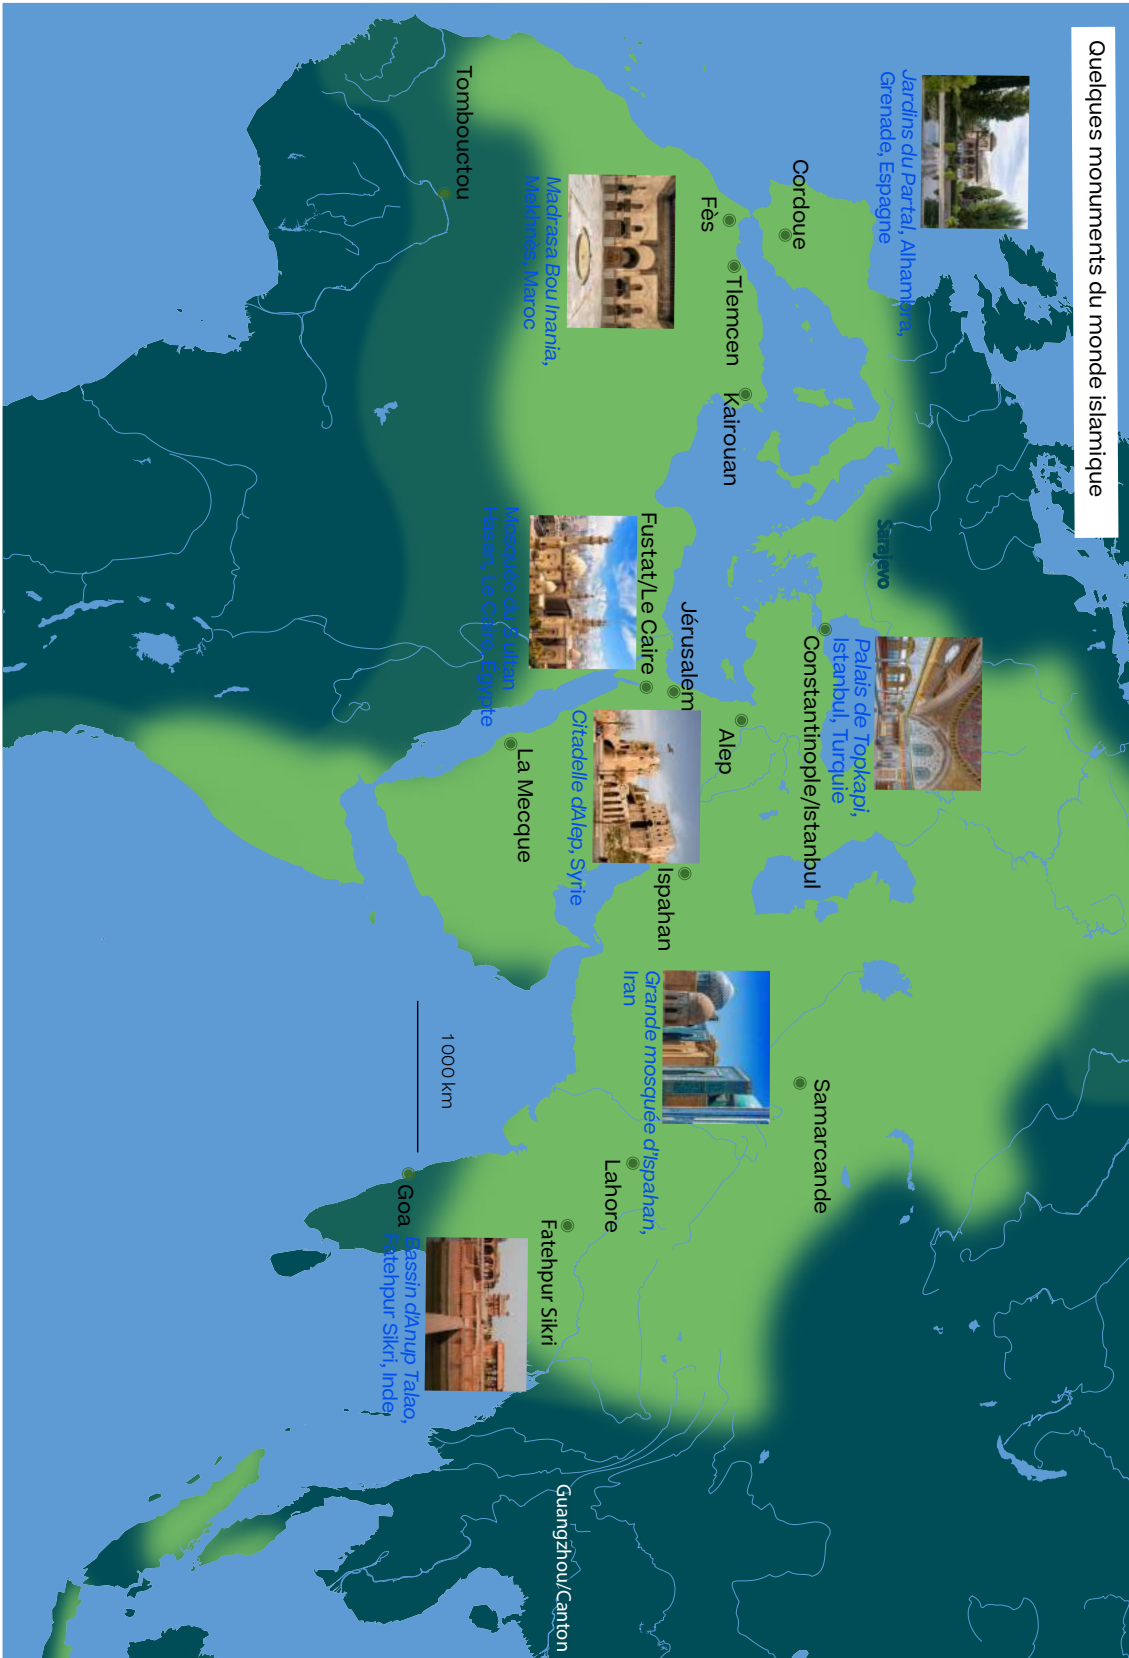 Quelques monuments du monde islamique
Jardins du Partal, Alhambra,
Grenade, Espagne
Cordoue
Fès
Tlemcen
Kairouan
Tombouctou
Madrasa Bou Inania,
Mekhnès, Maroc
Sarajevo
Constantinople/Istanbul
Palais de Topkapi,
Istanbul, Turquie
Fustat/Le Caire
Jérusalem
Mosquée du Sultan
Hasan, Le Caire, Égypte
Alep
Citadelle d'Alep, Syrie
La Mecque
Ispahan
Grande mosquée d'Ispahan,
Iran
Samarcande
Lahore
Fatehpur Sikri
1000 km
Goa
Bassin d'Anup Talao,
Fatehpur Sikri, Inde
Guangzhou/Canton